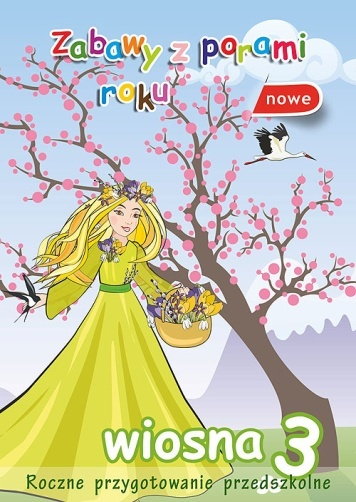 Zabawy z porami
roku
nowe
wiosna 3
Roczne przygotowanie przedszkolne